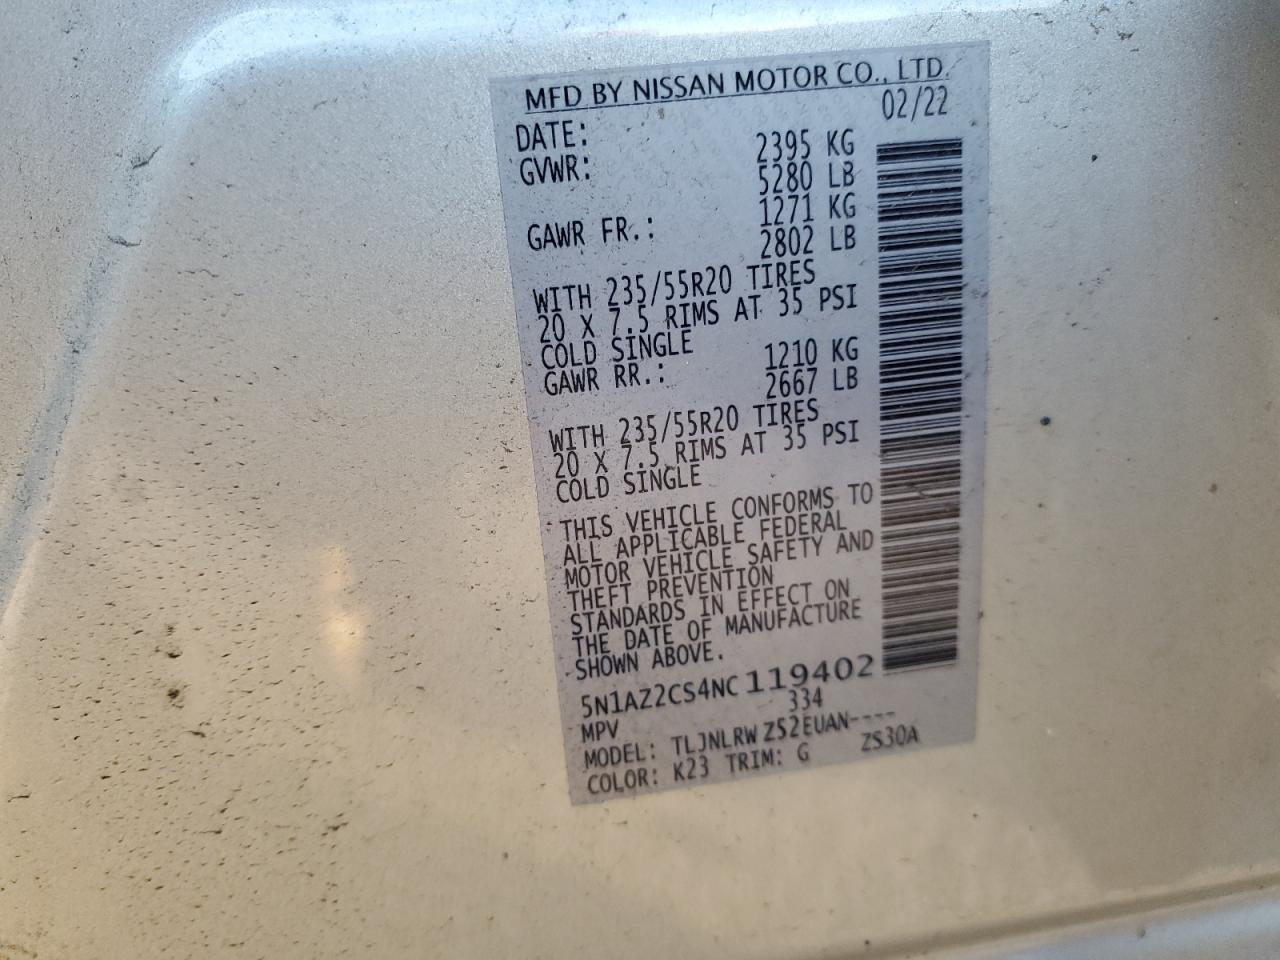 MFD BY NISSAN MOTOR CO., LTD.
DATE: 02/22
GVWR: 2395 KG
5280 LB
GAWR FR.: 1271 KG
2802 LB
WITH 235/55R20 TIRES
20 X 7.5 RIMS AT 35 PSI
COLD SINGLE
GAWR RR.: 1210 KG
2667 LB
WITH 235/55R20 TIRES
20 X 7.5 RIMS AT 35 PSI
COLD SINGLE
THIS VEHICLE CONFORMS TO
ALL APPLICABLE FEDERAL
MOTOR VEHICLE SAFETY AND
THEFT PREVENTION
STANDARDS IN EFFECT ON
THE DATE OF MANUFACTURE
SHOWN ABOVE.
5N1AZ2CS4NC119402
MPV 334
MODEL: TLJNLRWZ52EUAN----
COLOR: K23 TRIM: G Z530A